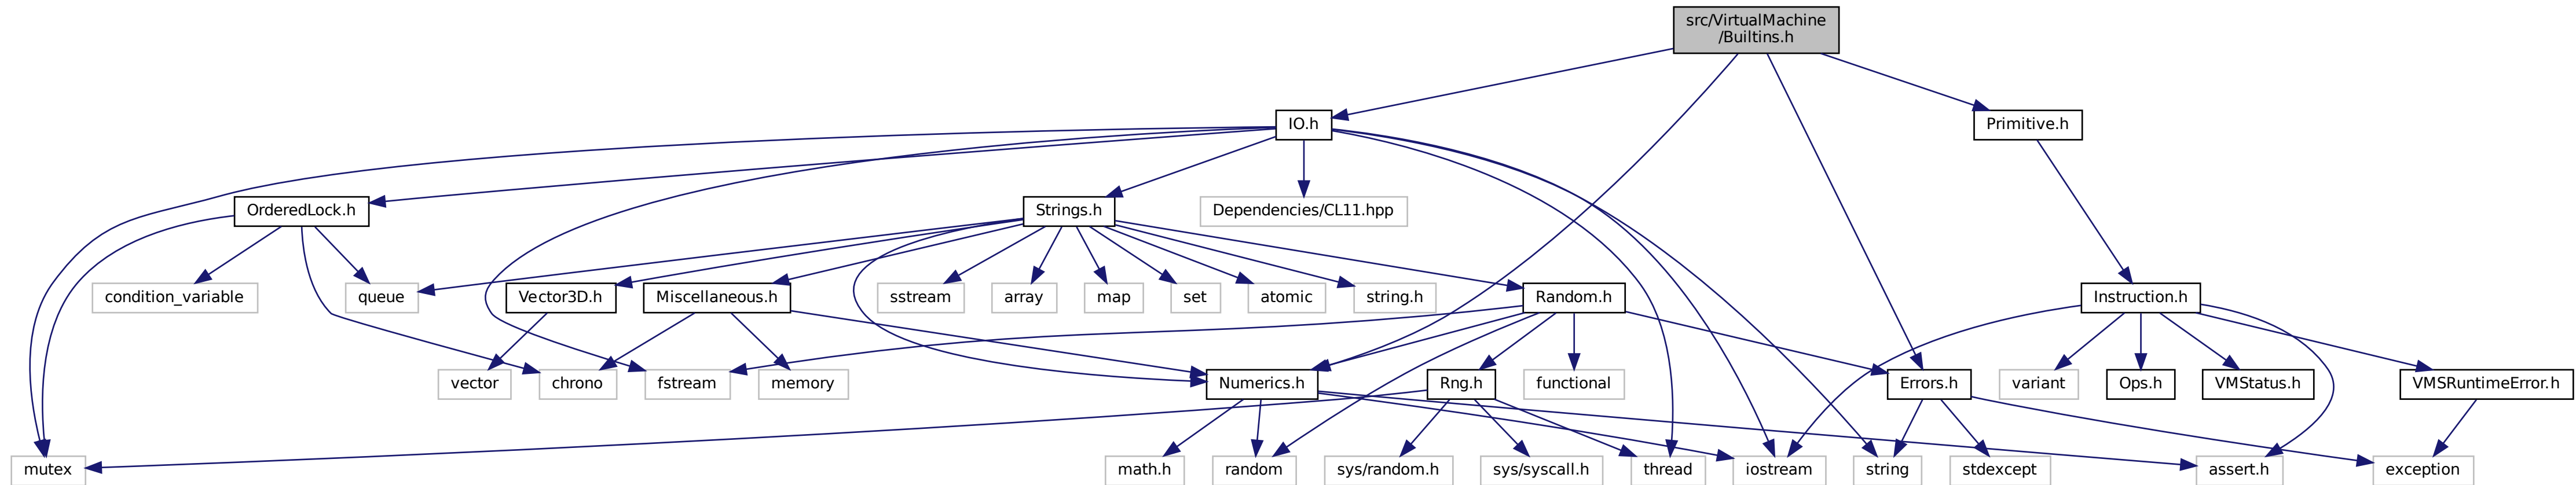 src/VirtualMachine
/Builtins.h
IO.h
Primitive.h
OrderedLock.h
Strings.h
Dependencies/CL11.hpp
condition_variable
queue
Vector3D.h
Miscellaneous.h
sstream
array
map
set
atomic
string.h
Random.h
Instruction.h
vector
chrono
fstream
memory
Numerics.h
Rng.h
functional
Errors.h
variant
Ops.h
VMStatus.h
VMSRuntimeError.h
mutex
math.h
random
sys/random.h
sys/syscall.h
thread
iostream
string
stdexcept
assert.h
exception